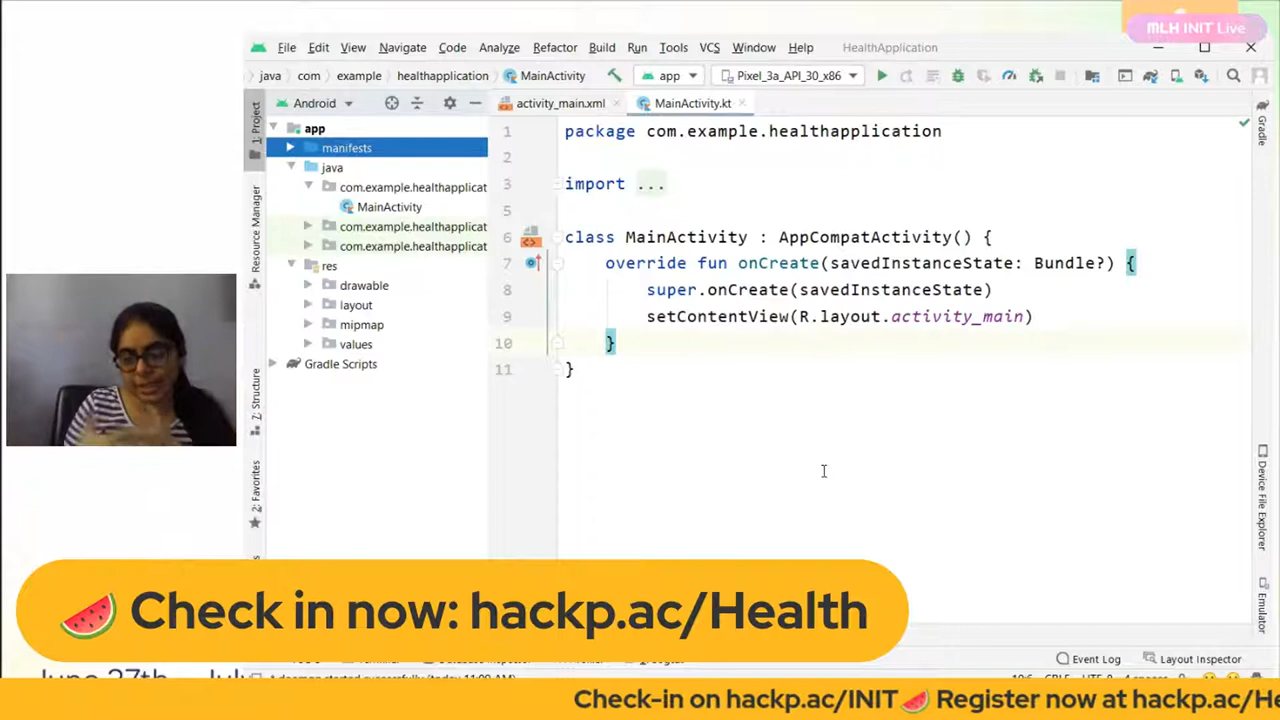 MLH INIT Live
File Edit View Navigate Code Analyze Refactor Build Run Tools VCS Window Help HealthApplication
java com example healthapplication MainActivity app Pixel_3a_API_30_x86
1: Project
Resource Manager
7: Structure
2: Favorites
Android
app
manifests
java
com.example.healthapplicat
MainActivity
com.example.healthapplicat
com.example.healthapplicat
res
drawable
layout
mipmap
values
Gradle Scripts
activity_main.xml MainActivity.kt
1 package com.example.healthapplication
2
3 import ...
5
6 class MainActivity : AppCompatActivity() {
7 override fun onCreate(savedInstanceState: Bundle?) {
8 super.onCreate(savedInstanceState)
9 setContentView(R.layout.activity_main)
10 }
11 }
Gradle
Device File Explorer
Emulator
🍉 Check in now: hackp.ac/Health
Event Log Layout Inspector
Check-in on hackp.ac/INIT🍉 Register now at hackp.ac/He